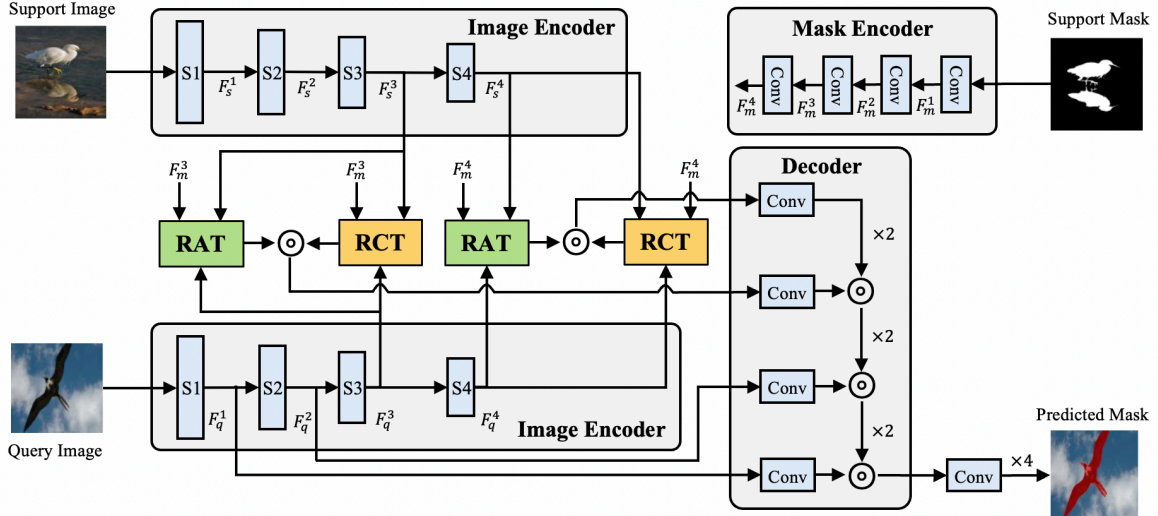 Support Image
Image Encoder
S1
F_s^1
S2
F_s^2
S3
F_s^3
S4
F_s^4
Mask Encoder
Support Mask
F_m^4
Conv
F_m^3
Conv
F_m^2
Conv
F_m^1
Conv
F_m^3
F_m^3
F_m^4
F_m^4
RAT
RCT
RAT
RCT
Decoder
Conv
×2
Conv
×2
Conv
×2
Conv
Query Image
S1
F_q^1
S2
F_q^2
S3
F_q^3
S4
F_q^4
Image Encoder
Conv
×4
Predicted Mask